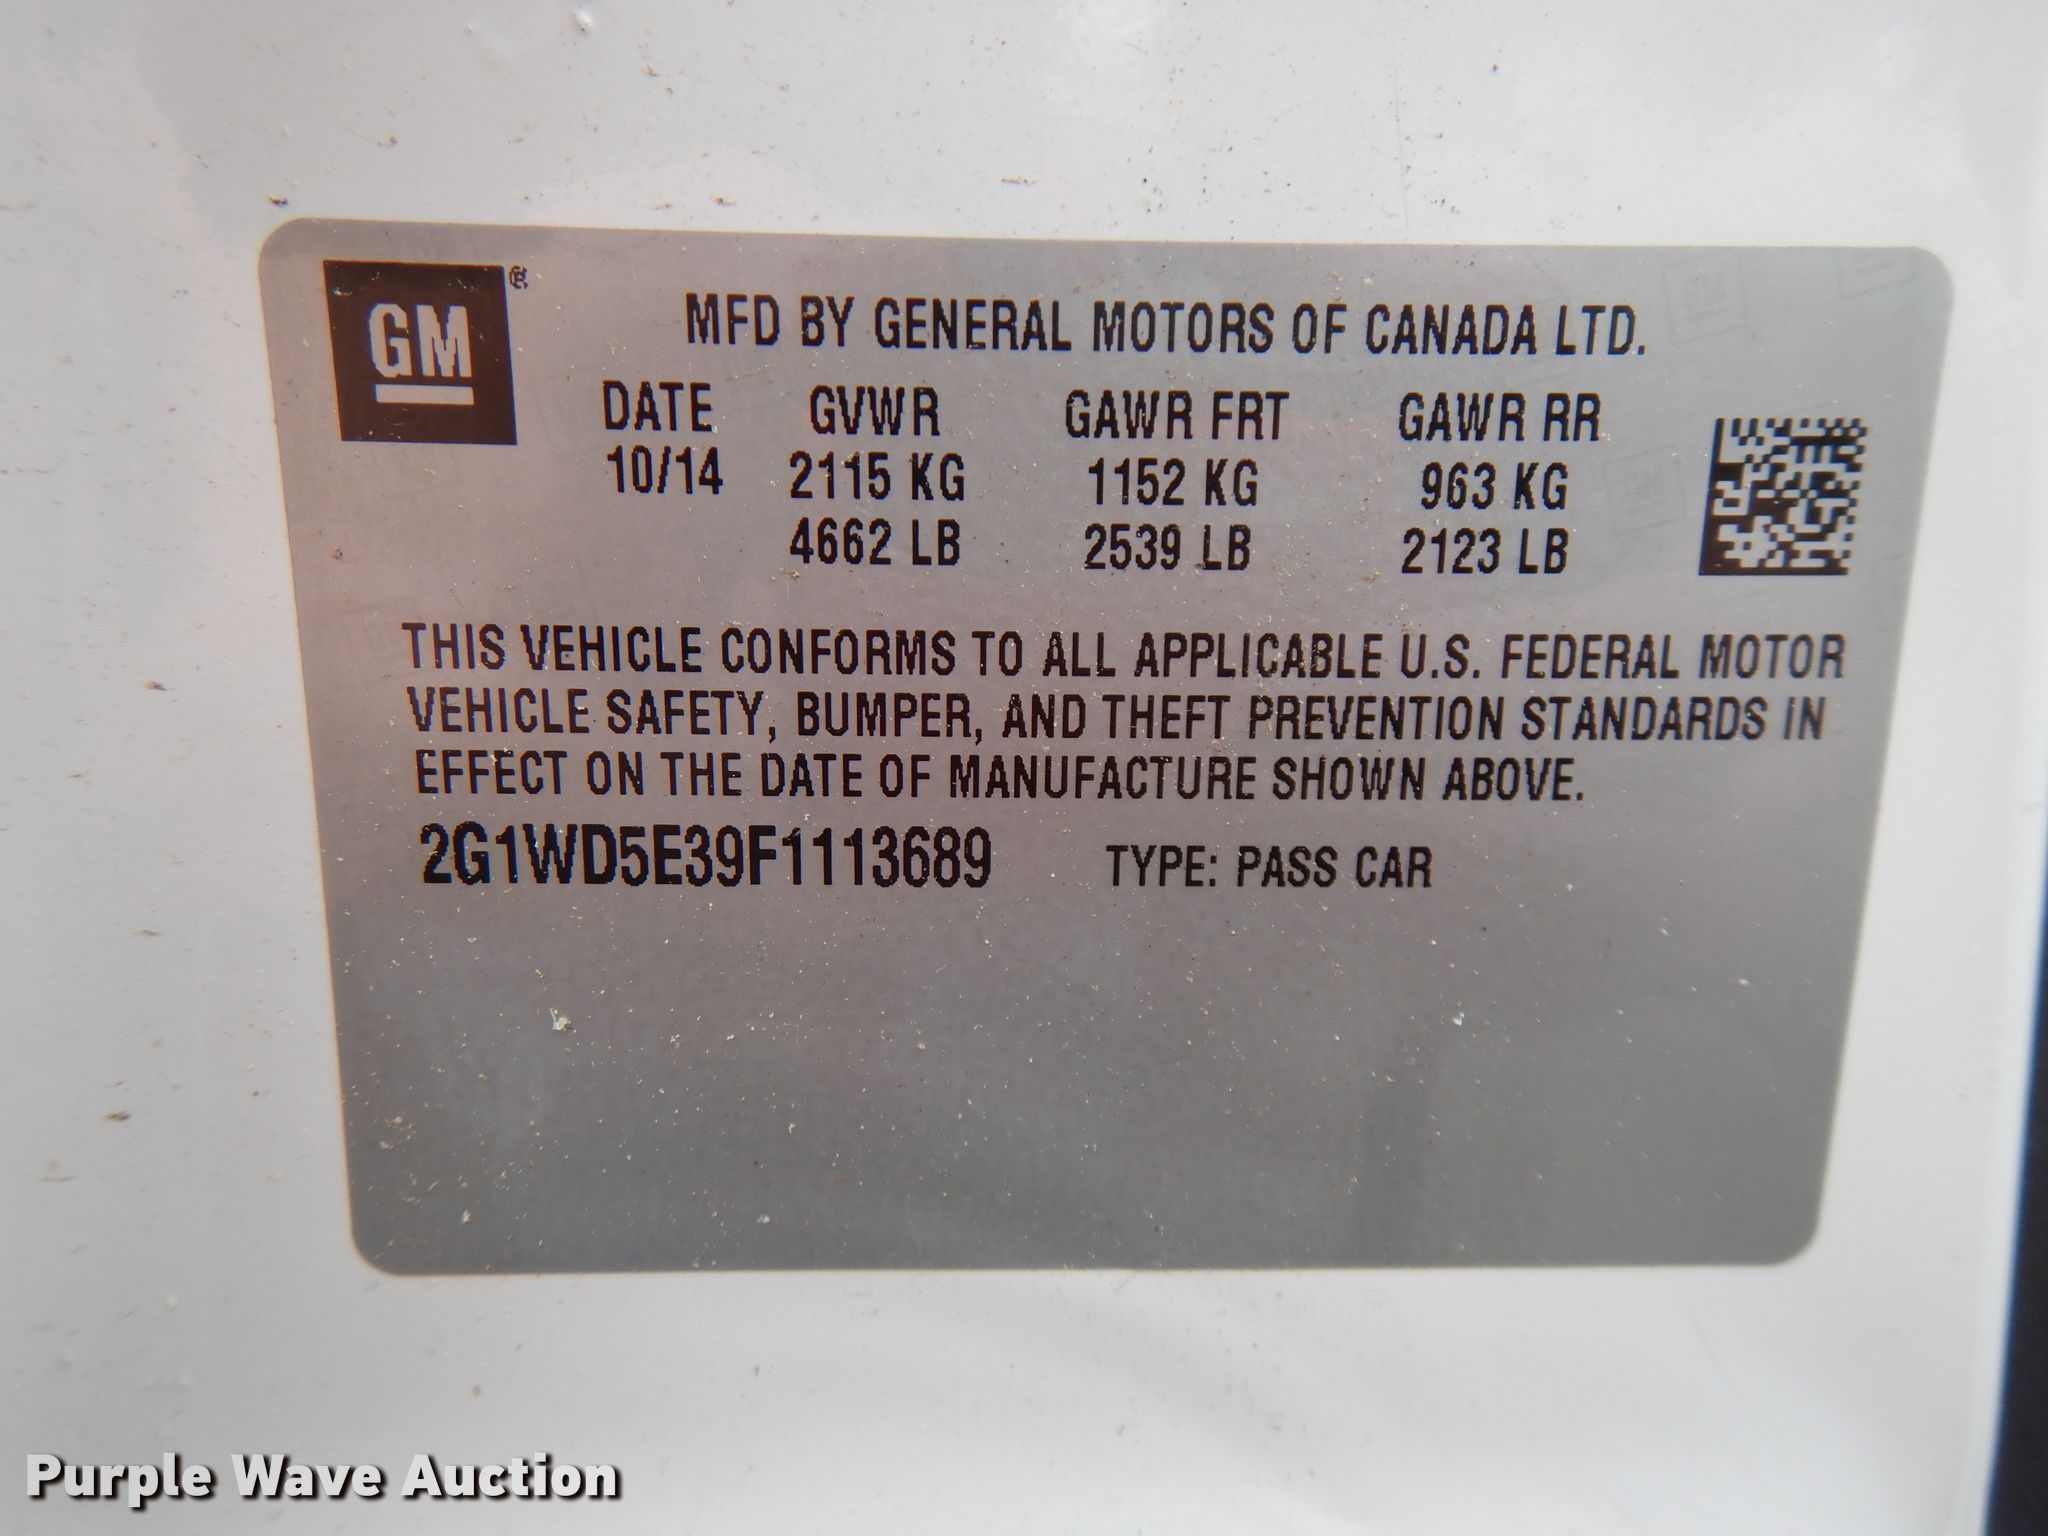 GM ®
MFD BY GENERAL MOTORS OF CANADA LTD.
DATE GVWR GAWR FRT GAWR RR
10/14 2115 KG 1152 KG 963 KG
4662 LB 2539 LB 2123 LB
THIS VEHICLE CONFORMS TO ALL APPLICABLE U.S. FEDERAL MOTOR
VEHICLE SAFETY, BUMPER, AND THEFT PREVENTION STANDARDS IN
EFFECT ON THE DATE OF MANUFACTURE SHOWN ABOVE.
2G1WD5E39F1113689 TYPE: PASS CAR
Purple Wave Auction